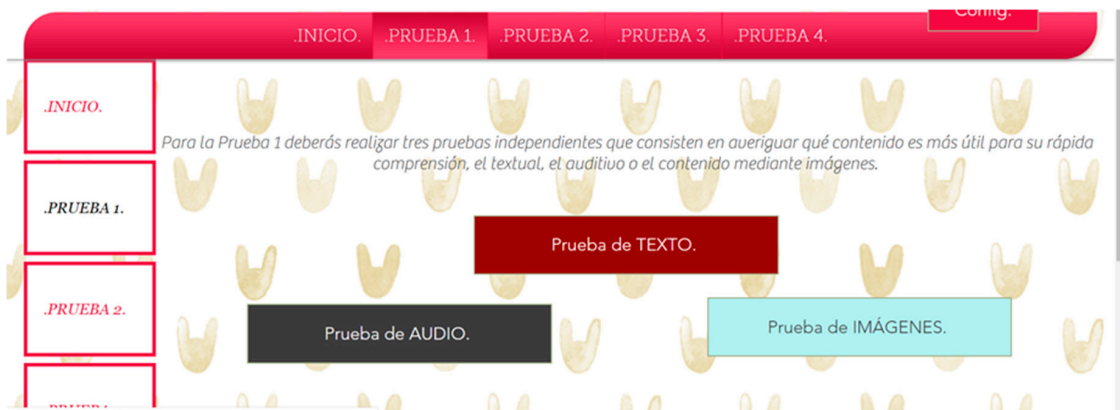 Config.
.INICIO. .PRUEBA 1. .PRUEBA 2. .PRUEBA 3. .PRUEBA 4.
.INICIO.
Para la Prueba 1 deberás realizar tres pruebas independientes que consisten en averiguar qué contenido es más útil para su rápida
comprensión, el textual, el auditivo o el contenido mediante imágenes.
.PRUEBA 1.
Prueba de TEXTO.
.PRUEBA 2.
Prueba de AUDIO.
Prueba de IMÁGENES.